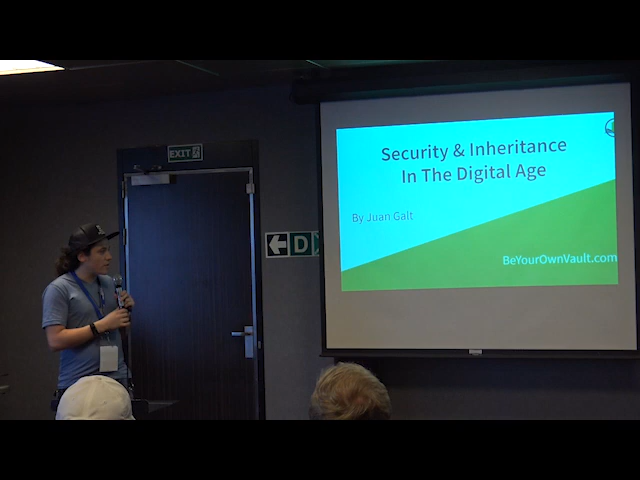 EXIT
D
Security & Inheritance
In The Digital Age
By Juan Galt
BeYourOwnVault.com